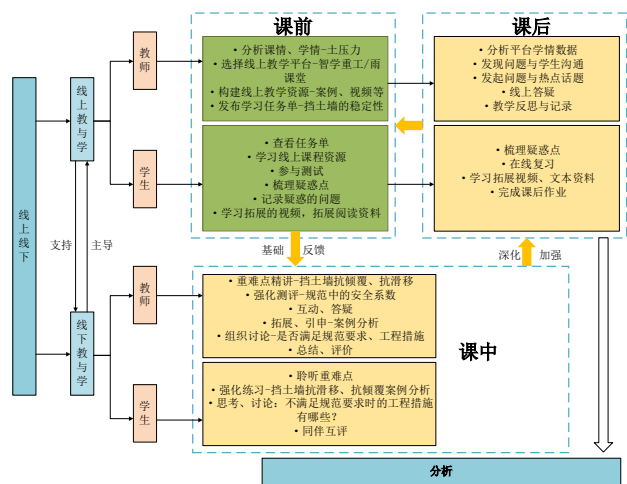 课前
课后
教师
• 分析课情、学情-土压力
• 选择线上教学平台-智学重工/雨
课堂
• 构建线上教学资源-案例、视频等
• 发布学习任务单-挡土墙的稳定性
• 分析平台学情数据
• 发现问题与学生沟通
• 发起问题与热点话题
• 线上答疑
• 教学反思与记录
线上教与学
学生
• 查看任务单
• 学习线上课程资源
• 参与测试
• 梳理疑惑点
• 记录疑惑的问题
• 学习拓展的视频，拓展阅读资料
• 梳理疑惑点
• 在线复习
• 学习拓展视频、文本资料
• 完成课后作业
线上线下
支持
主导
基础
反馈
深化
加强
教师
• 重难点精讲-挡土墙抗倾覆、抗滑移
• 强化测评-规范中的安全系数
• 互动、答疑
• 拓展、引申-案例分析
• 组织讨论-是否满足规范要求、工程措施
• 总结、评价
课中
线下教与学
学生
• 聆听重难点
• 强化练习-挡土墙抗滑移、抗倾覆案例分析
• 思考、讨论：不满足规范要求时的工程措施
有哪些？
• 同伴互评
分析